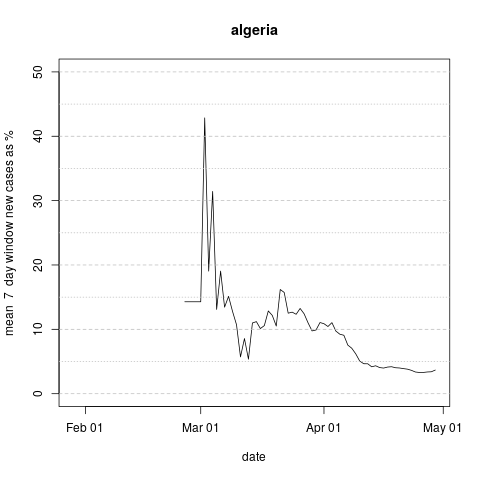 algeria
mean 7 day window new cases as %
50
40
30
20
10
0
Feb 01
Mar 01
Apr 01
May 01
date